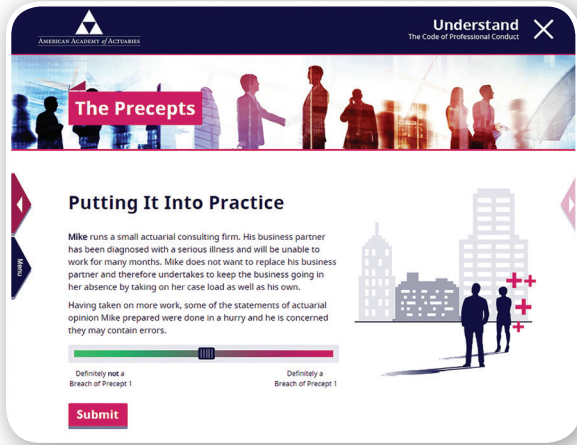 AMERICAN ACADEMY of ACTUARIES
Understand
The Code of Professional Conduct
The Precepts
Putting It Into Practice
Mike runs a small actuarial consulting firm. His business partner
has been diagnosed with a serious illness and will be unable to
work for many months. Mike does not want to replace his business
partner and therefore undertakes to keep the business going in
her absence by taking on her case load as well as his own.
Menu
Having taken on more work, some of the statements of actuarial
opinion Mike prepared were done in a hurry and he is concerned
they may contain errors.
Definitely not a
Breach of Precept 1
Definitely a
Breach of Precept 1
Submit